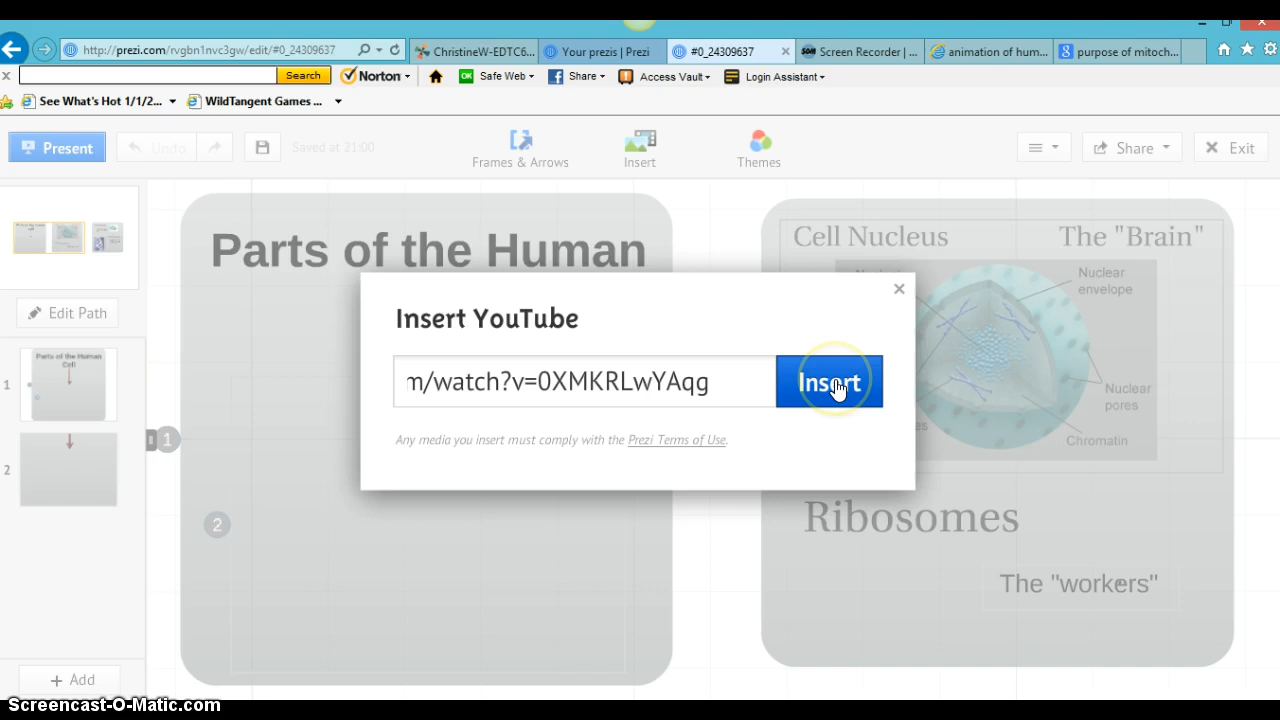 http://prezi.com/rvgbn1nvc3gw/edit/#0_24309637
ChristineW-EDTC6...
Your prezis | Prezi
#0_24309637
Screen Recorder | ...
animation of hum...
purpose of mitoch...
Search
Norton
Safe Web
Share
Access Vault
Login Assistant
See What's Hot 1/1/2...
WildTangent Games ...
Present
Undo
Saved at 21:00
Frames & Arrows
Insert
Themes
Share
Exit
Edit Path
1
Parts of the Human
Cell
2
Add
Parts of the Human
1
2
Insert YouTube
m/watch?v=0XMKRLwYAqg
Insert
Any media you insert must comply with the Prezi Terms of Use.
Cell Nucleus
The "Brain"
Nuclear
envelope
Nuclear
pores
Chromatin
Ribosomes
The "workers"
Screencast-O-Matic.com